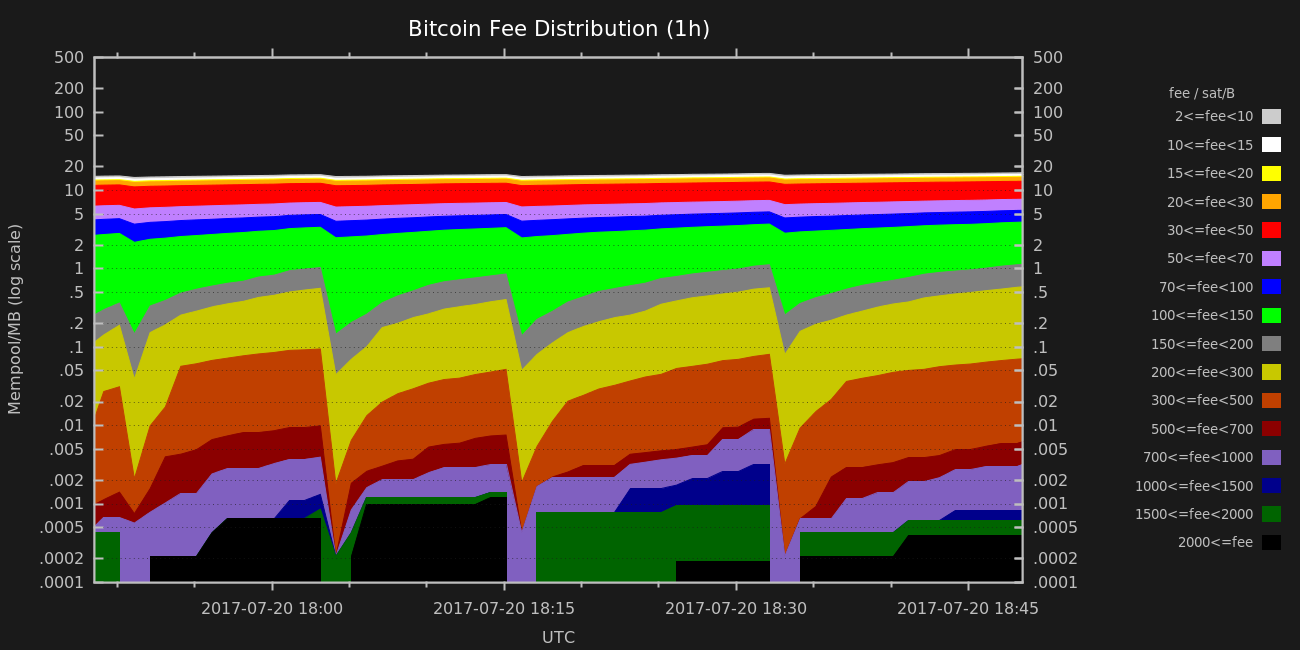 Bitcoin Fee Distribution (1h)
Mempool/MB (log scale)
500
200
100
50
20
10
5
2
1
.5
.2
.1
.05
.02
.01
.005
.002
.001
.0005
.0002
.0001
500
200
100
50
20
10
5
2
1
.5
.2
.1
.05
.02
.01
.005
.002
.001
.0005
.0002
.0001
2017-07-20 18:00 2017-07-20 18:15 2017-07-20 18:30 2017-07-20 18:45
UTC
fee / sat/B
2<=fee<10
10<=fee<15
15<=fee<20
20<=fee<30
30<=fee<50
50<=fee<70
70<=fee<100
100<=fee<150
150<=fee<200
200<=fee<300
300<=fee<500
500<=fee<700
700<=fee<1000
1000<=fee<1500
1500<=fee<2000
2000<=fee